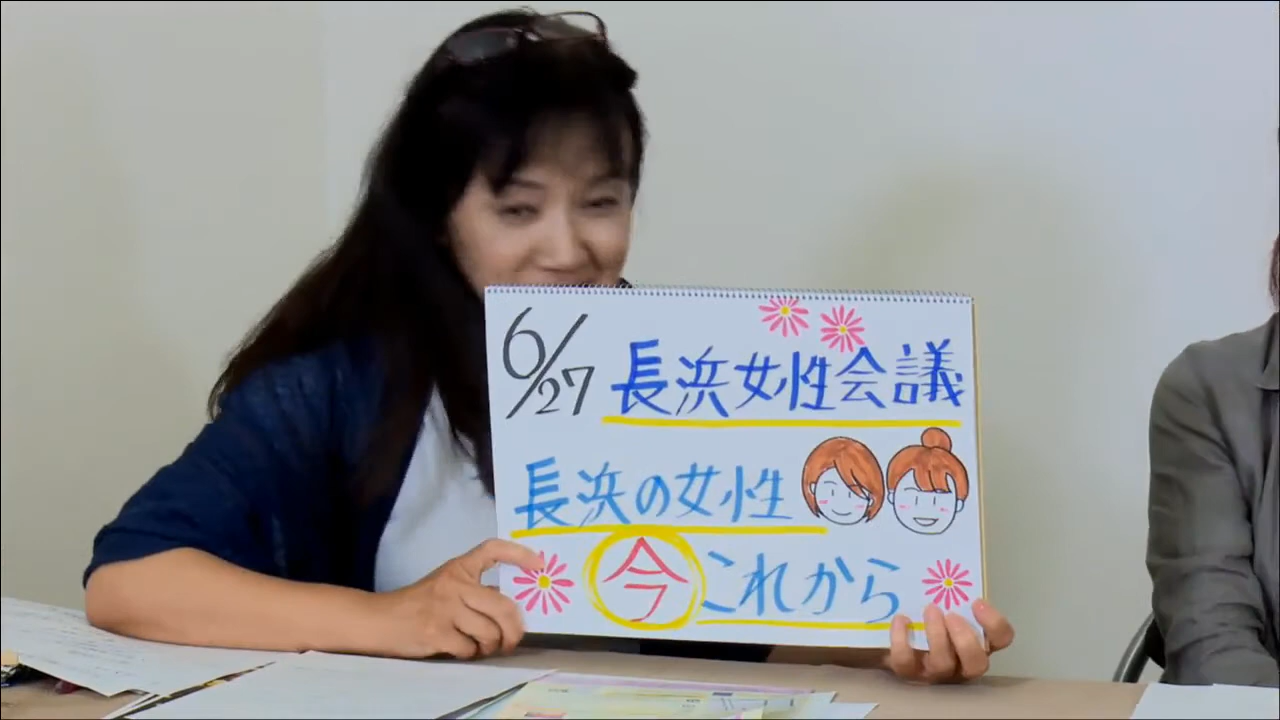 6/27 長浜女性会議
長浜の女性
今 これから